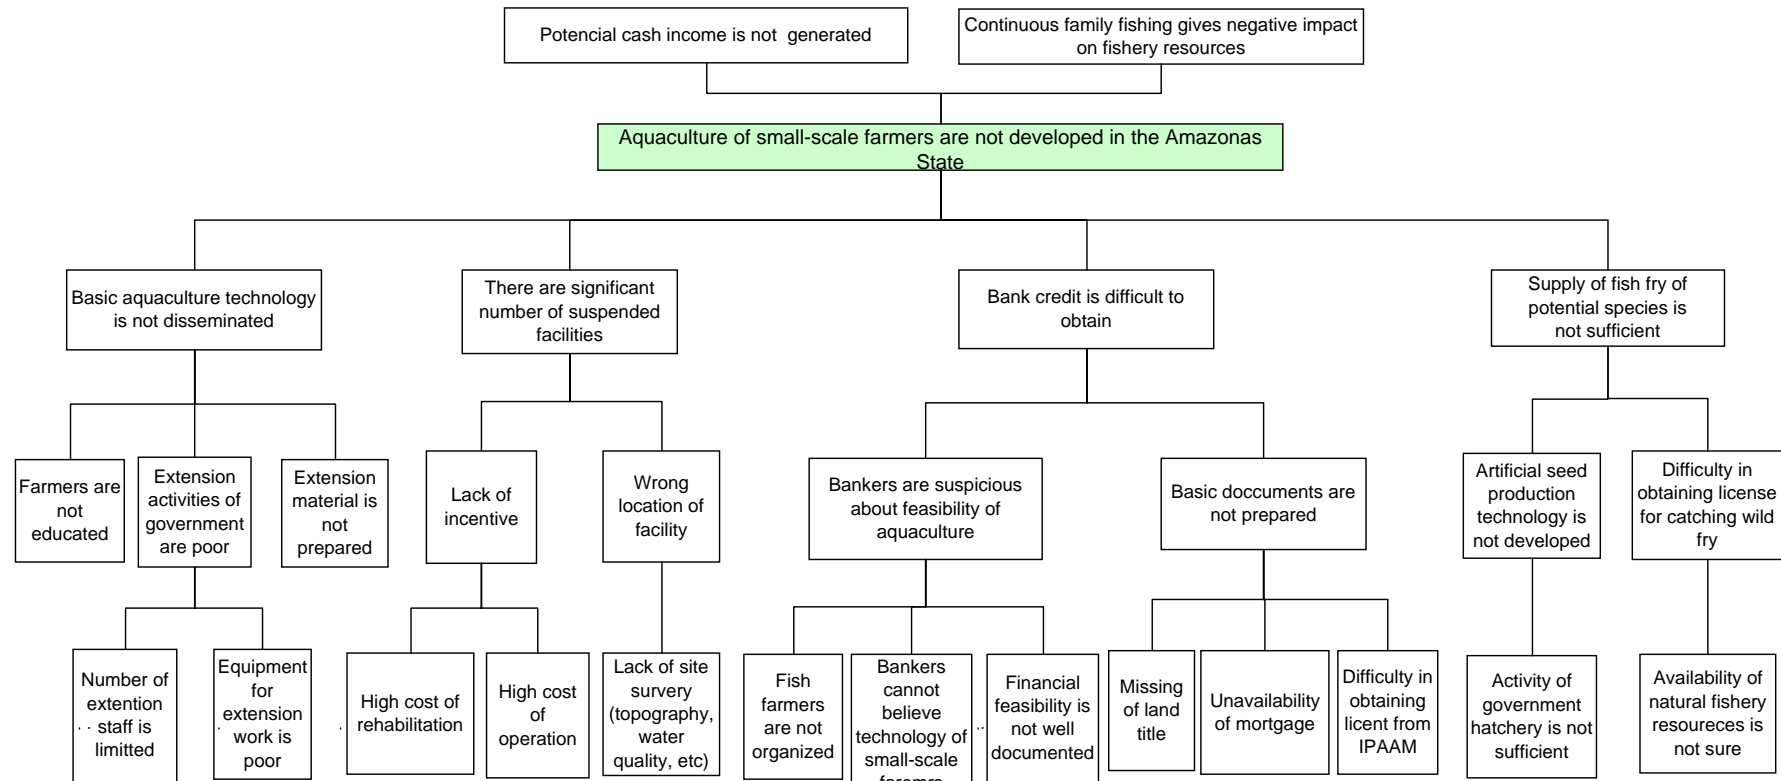 Potencial cash income is not generated
Continuous family fishing gives negative impact
on fishery resources
Aquaculture of small-scale farmers are not developed in the Amazonas
State
Basic aquaculture technology
is not disseminated
There are significant
number of suspended
facilities
Bank credit is difficult to
obtain
Supply of fish fry of
potential species is
not sufficient
Farmers are
not
educated
Extension
activities of
government
are poor
Extension
material is
not
prepared
Lack of
incentive
Wrong
location of
facility
Bankers are suspicious
about feasibility of
aquaculture
Basic doccuments are
not prepared
Artificial seed
production
technology is
not developed
Difficulty in
obtaining license
for catching wild
fry
Number of
extention
staff is
limitted
Equipment
for
extension
work is
poor
High cost of
rehabilitation
High cost
of
operation
Lack of site
survery
(topography,
water
quality, etc)
Fish
farmers
are not
organized
Bankers
cannot
believe
technology of
small-scale
faremrs
Financial
feasibility is
not well
documented
Missing
of land
title
Unavailability
of mortgage
Difficulty in
obtaining
licent from
IPAAM
Activity of
government
hatchery is not
sufficient
Availability of
natural fishery
resoureces is
not sure